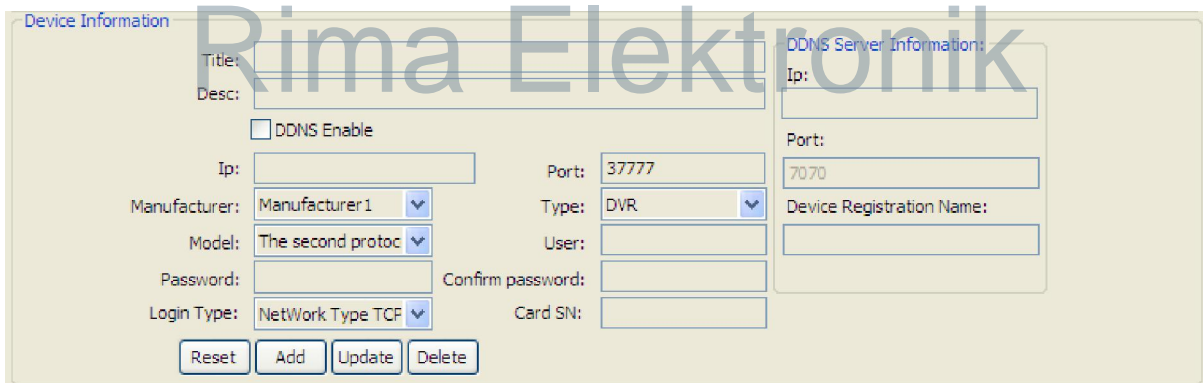 Device Information
Rima Elektronik
Title:
Desc:
DDNS Enable
Ip:
Port: 37777
Manufacturer: Manufacturer1
Type: DVR
Model: The second protoc
User:
Password:
Confirm password:
Login Type: NetWork Type TCP
Card SN:
Reset Add Update Delete
DDNS Server Information:
Ip:
Port:
7070
Device Registration Name: